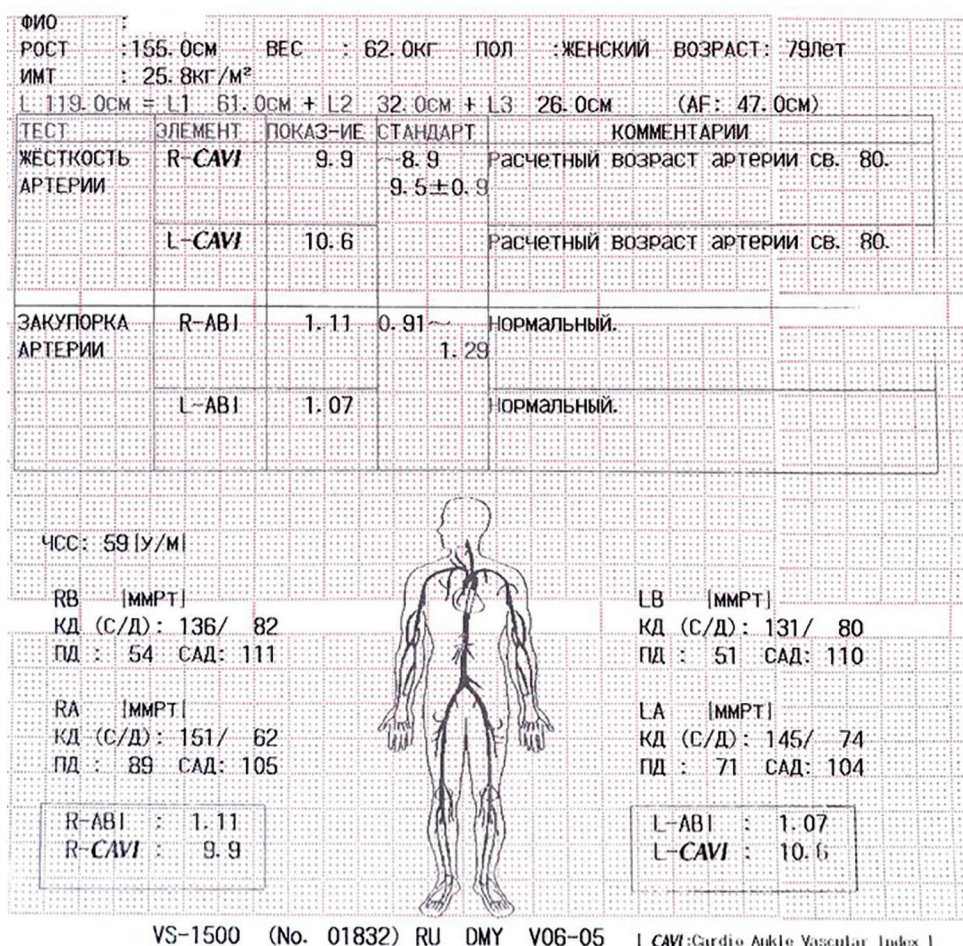 ФИО :
РОСТ :155.0СМ ВЕС : 62.0КГ ПОЛ :ЖЕНСКИЙ ВОЗРАСТ: 79Лет
ИМТ : 25.8КГ/М²
L 119.0СМ = L1 61.0СМ + L2 32.0СМ + L3 26.0СМ (AF: 47.0СМ)
ТЕСТ ЭЛЕМЕНТ ПОКАЗ-ИЕ СТАНДАРТ КОММЕНТАРИИ
ЖЁСТКОСТЬ R-CAVI 9.9 ~8.9 Расчетный возраст артерии св. 80.
АРТЕРИИ 9.5±0.9
L-CAVI 10.6 Расчетный возраст артерии св. 80.
ЗАКУПОРКА R-ABI 1.11 0.91~ Нормальный.
АРТЕРИИ 1.29
L-ABI 1.07 Нормальный.
ЧСС: 59|У/М|
RB |ММРТ|
КД (С/Д): 136/ 82
ПД : 54 САД: 111
LB |ММРТ|
КД (С/Д): 131/ 80
ПД : 51 САД: 110
RA |ММРТ|
КД (С/Д): 151/ 62
ПД : 89 САД: 105
LA |ММРТ|
КД (С/Д): 145/ 74
ПД : 71 САД: 104
R-ABI : 1.11
R-CAVI : 9.9
L-ABI : 1.07
L-CAVI : 10.6
VS-1500 (No. 01832) RU DMY V06-05 | CAVI:Cardio Ankle Vascular Index |